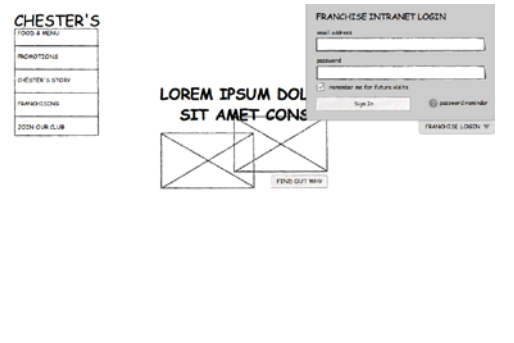 CHESTER'S
FOOD & MENU
PROMOTIONS
CHESTER'S STORY
FRANCHISING
JOIN OUR CLUB
LOREM IPSUM DOL
SIT AMET CONS
FIND OUT WHY
FRANCHISE INTRANET LOGIN
email address
password
remember me for future visits
Sign In
password reminder
FRANCHISE LOGIN